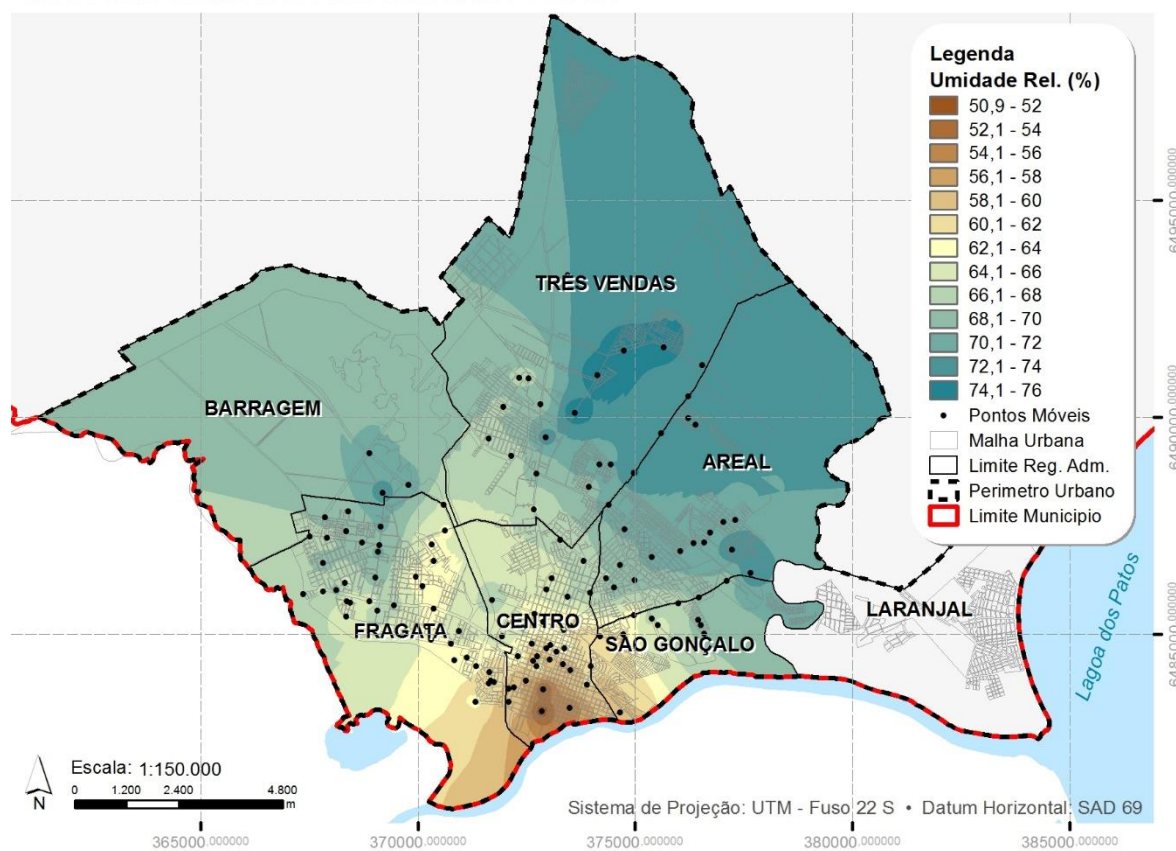 Legenda
Umidade Rel. (%)
50,9 - 52
52,1 - 54
54,1 - 56
56,1 - 58
58,1 - 60
60,1 - 62
62,1 - 64
64,1 - 66
66,1 - 68
68,1 - 70
70,1 - 72
72,1 - 74
74,1 - 76
Pontos Móveis
Malha Urbana
Limite Reg. Adm.
Perimetro Urbano
Limite Municipio
TRÊS VENDAS
BARRAGEM
AREAL
LARANJAL
FRAGATA
CENTRO
SÃO GONÇALO
Lagoa dos Patos
6495000,000000
6490000,000000
6485000,000000
Escala: 1:150.000
0 1.200 2.400 4.800
m
N
Sistema de Projeção: UTM - Fuso 22 S • Datum Horizontal: SAD 69
365000,000000 370000,000000 375000,000000 380000,000000 385000,000000